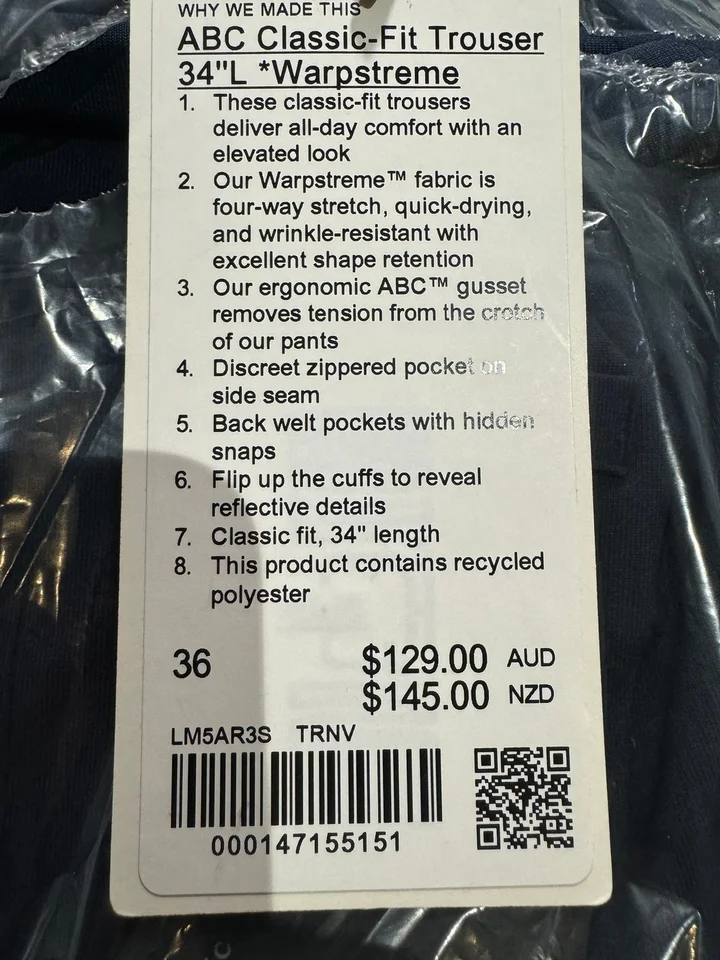 WHY WE MADE THIS
ABC Classic-Fit Trouser
34"L *Warpstreme
1. These classic-fit trousers
deliver all-day comfort with an
elevated look
2. Our Warpstreme™ fabric is
four-way stretch, quick-drying,
and wrinkle-resistant with
excellent shape retention
3. Our ergonomic ABC™ gusset
removes tension from the crotch
of our pants
4. Discreet zippered pocket on
side seam
5. Back welt pockets with hidden
snaps
6. Flip up the cuffs to reveal
reflective details
7. Classic fit, 34" length
8. This product contains recycled
polyester
36 $129.00 AUD
$145.00 NZD
LM5AR3S TRNV
000147155151